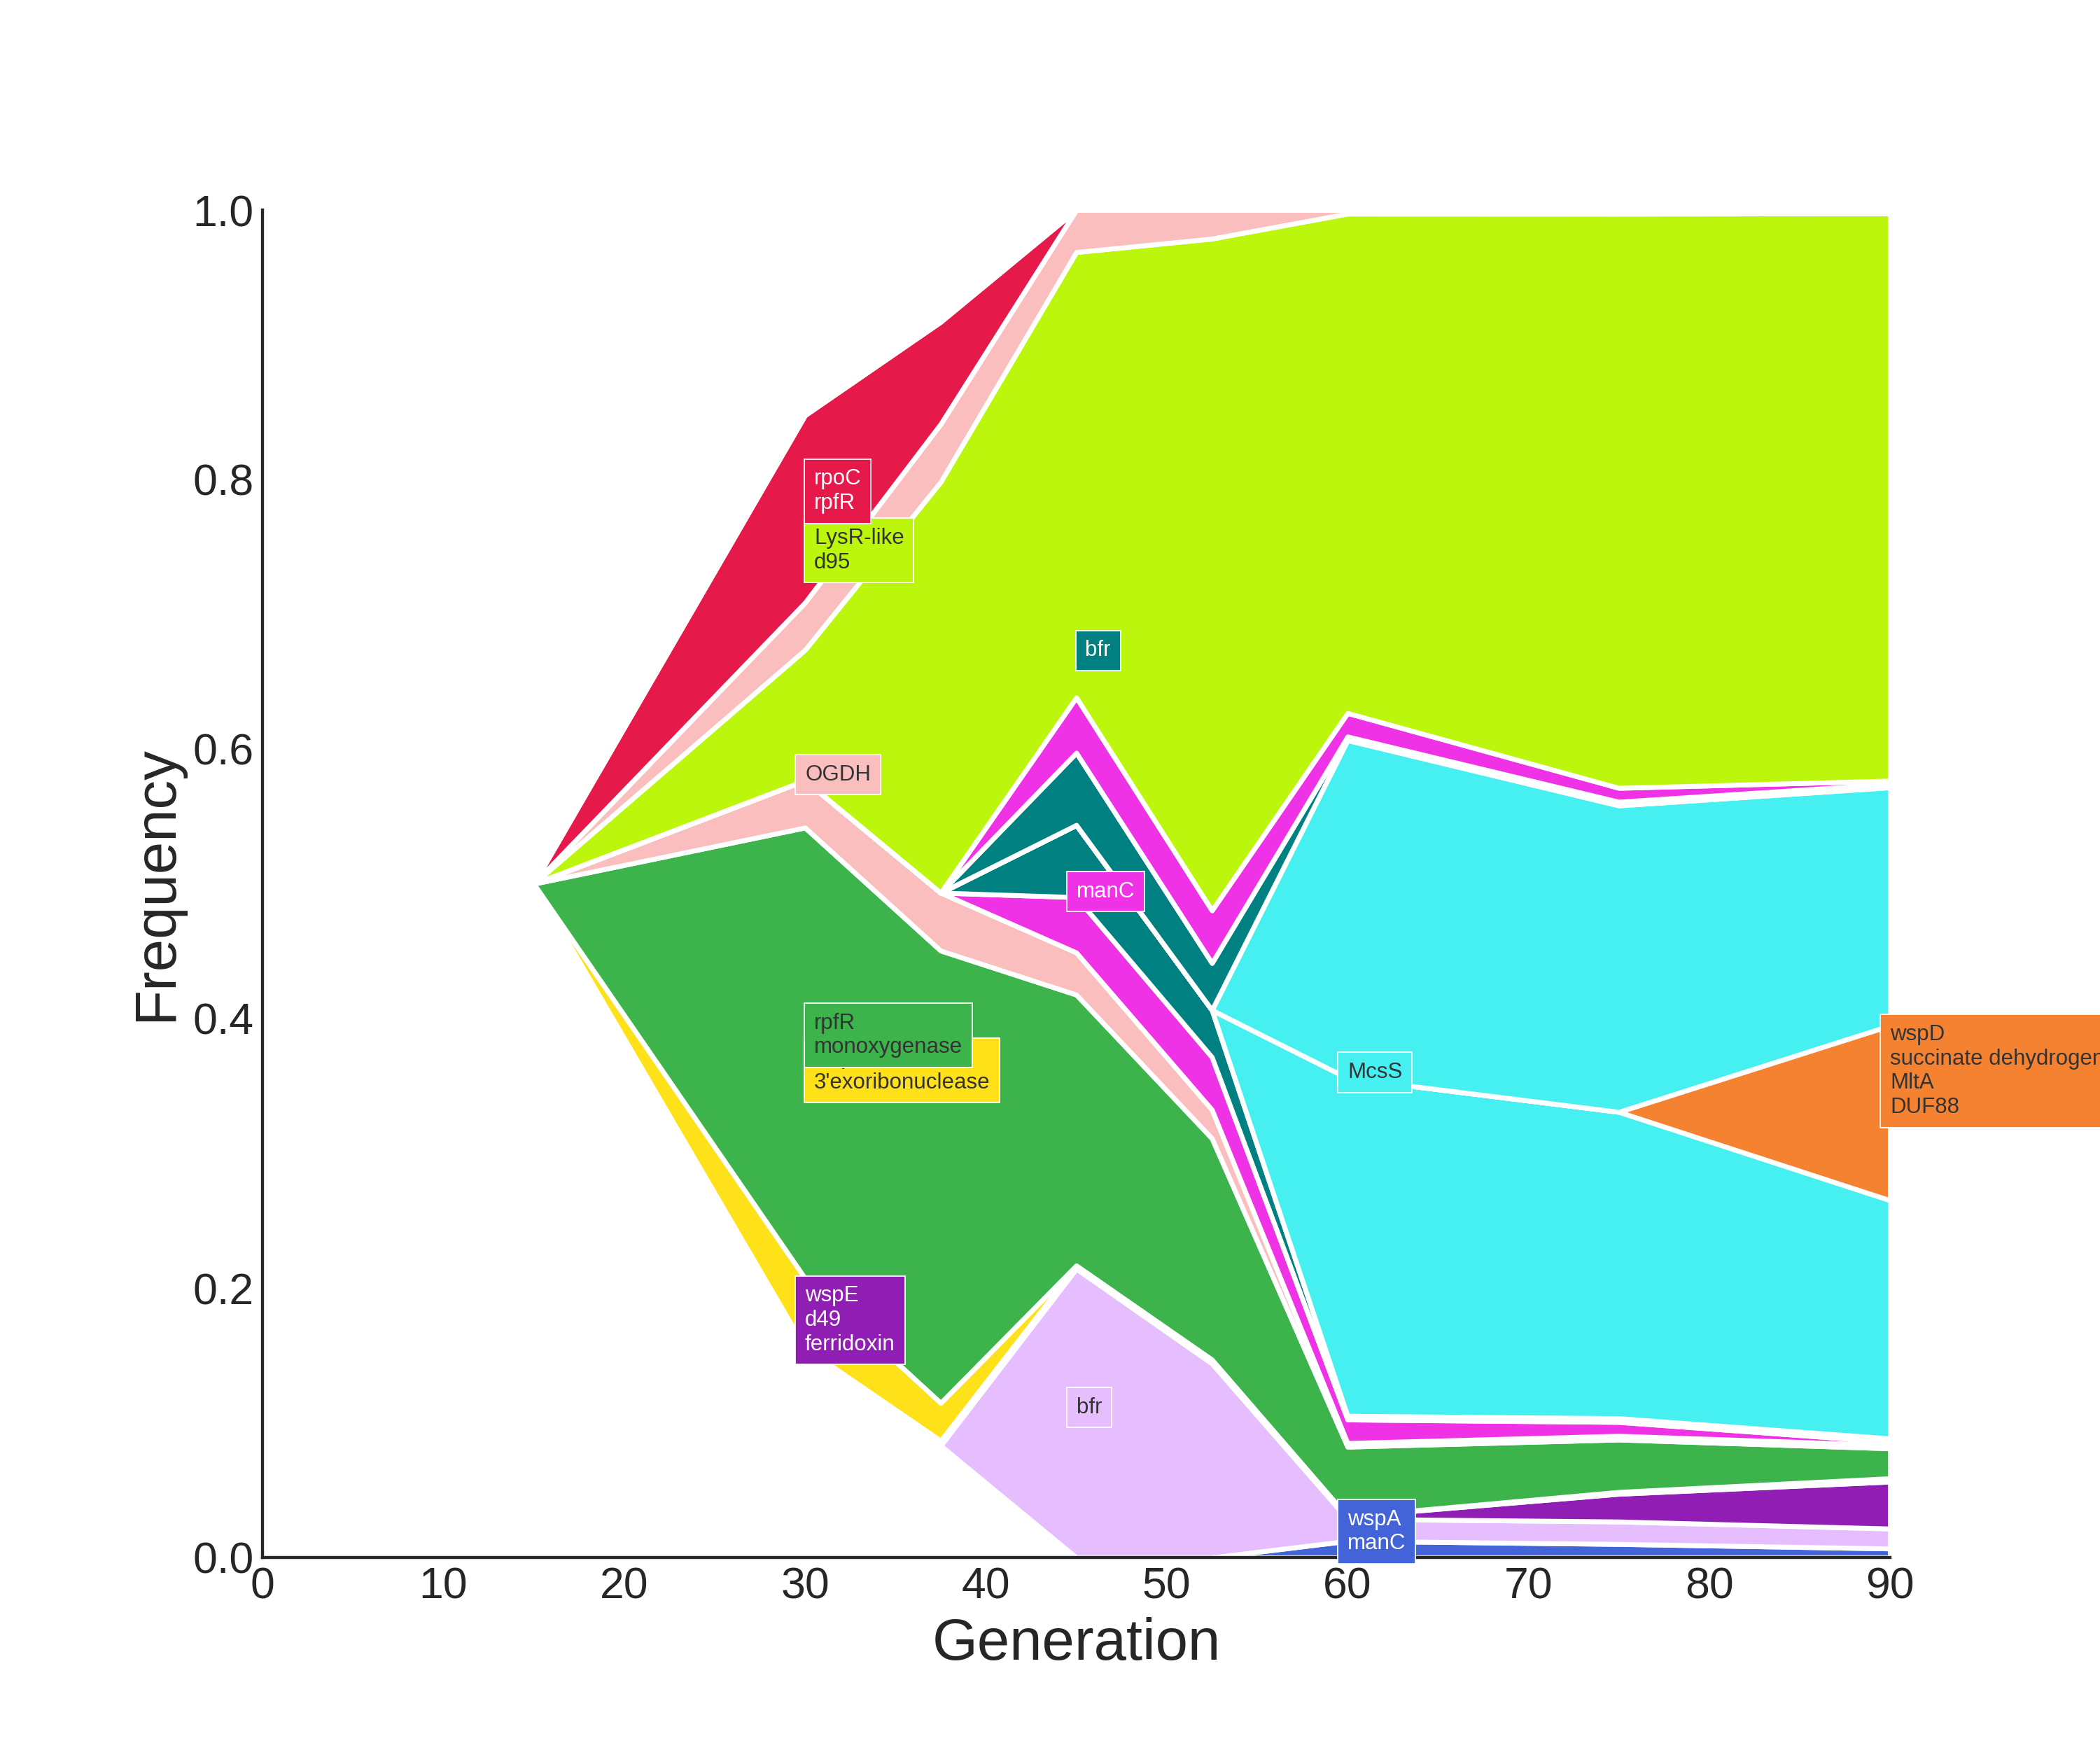 1.0
0.8
0.6
0.4
0.2
0.0
Frequency
rpoC
rpfR
LysR-like
d95
bfr
OGDH
manC
rpfR
monoxygenase
3'exoribonuclease
wspD
succinate dehydrogen
MltA
DUF88
McsS
wspE
d49
ferridoxin
bfr
wspA
manC
0 10 20 30 40 50 60 70 80 90
Generation